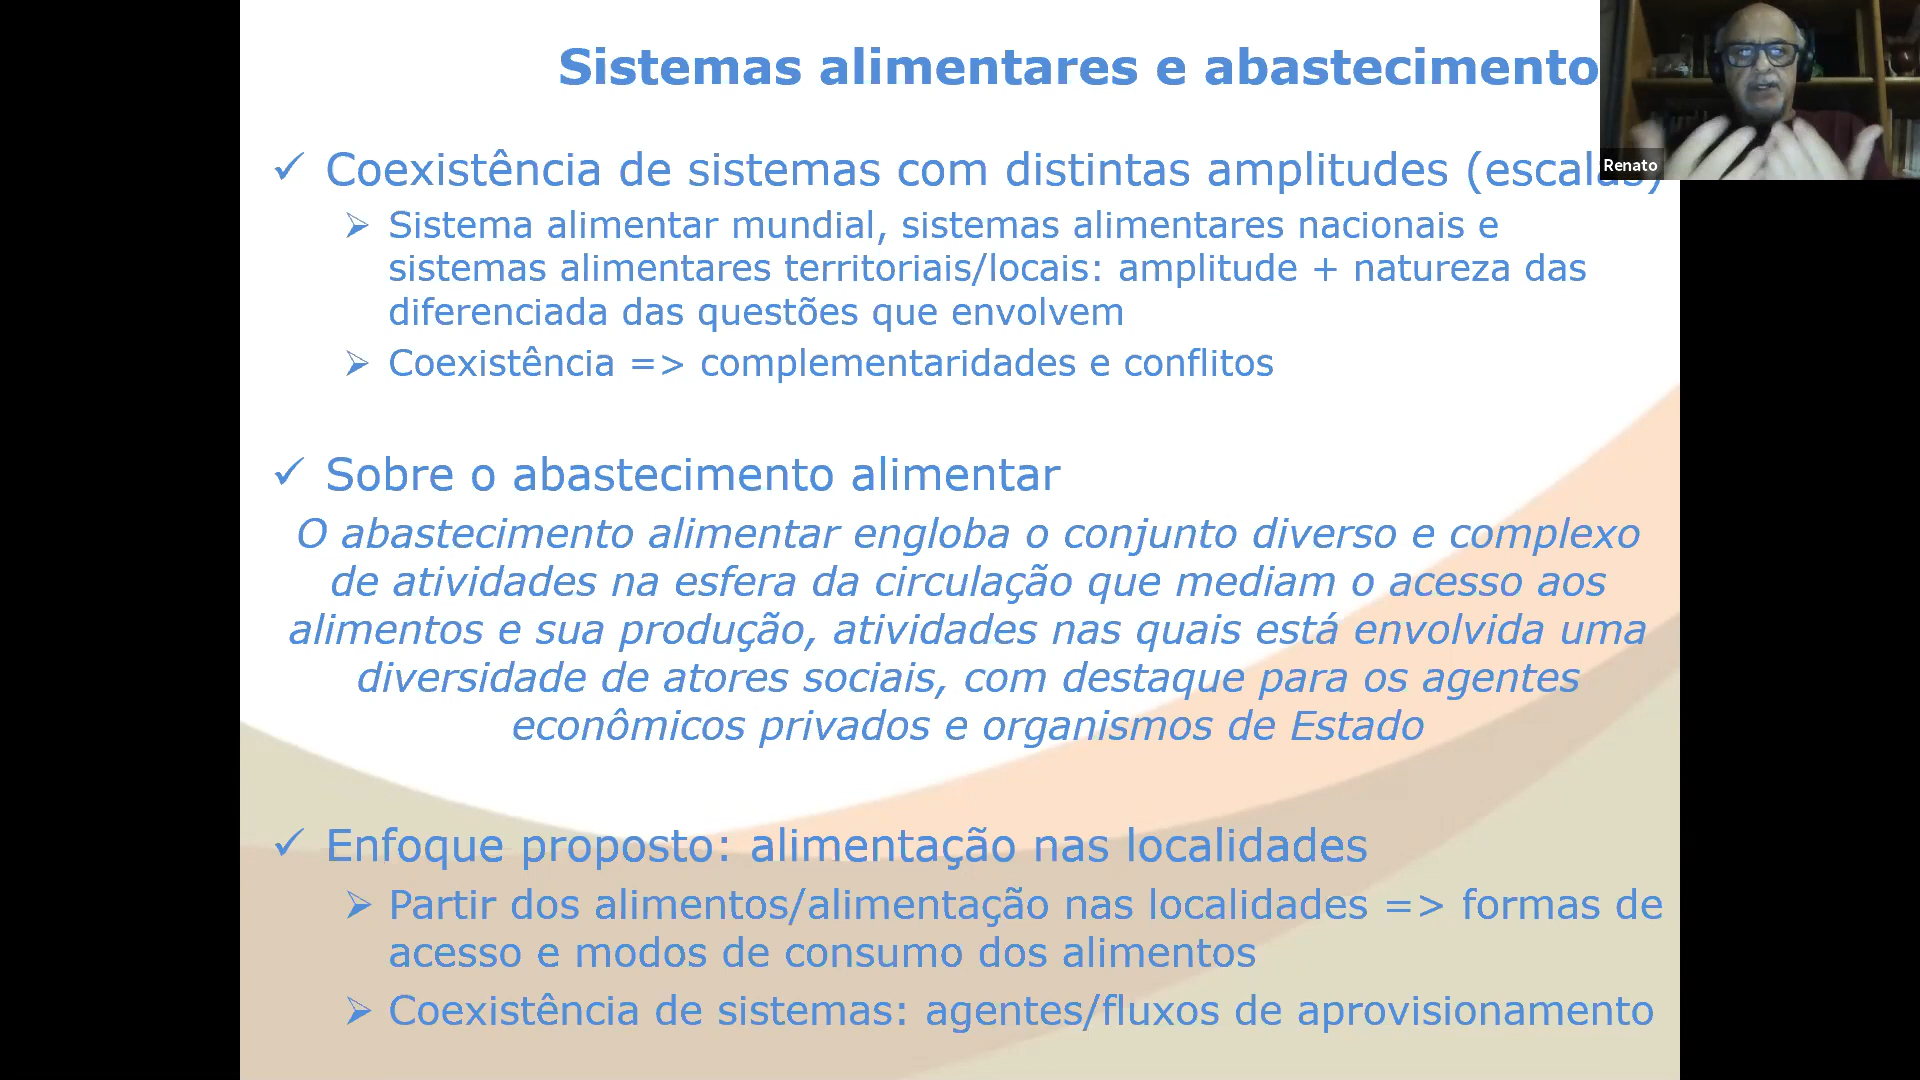 Sistemas alimentares e abastecimento
Renato
✓ Coexistência de sistemas com distintas amplitudes (escalas)
➢ Sistema alimentar mundial, sistemas alimentares nacionais e
sistemas alimentares territoriais/locais: amplitude + natureza das
diferenciada das questões que envolvem
➢ Coexistência => complementaridades e conflitos
✓ Sobre o abastecimento alimentar
O abastecimento alimentar engloba o conjunto diverso e complexo
de atividades na esfera da circulação que mediam o acesso aos
alimentos e sua produção, atividades nas quais está envolvida uma
diversidade de atores sociais, com destaque para os agentes
econômicos privados e organismos de Estado
✓ Enfoque proposto: alimentação nas localidades
➢ Partir dos alimentos/alimentação nas localidades => formas de
acesso e modos de consumo dos alimentos
➢ Coexistência de sistemas: agentes/fluxos de aprovisionamento